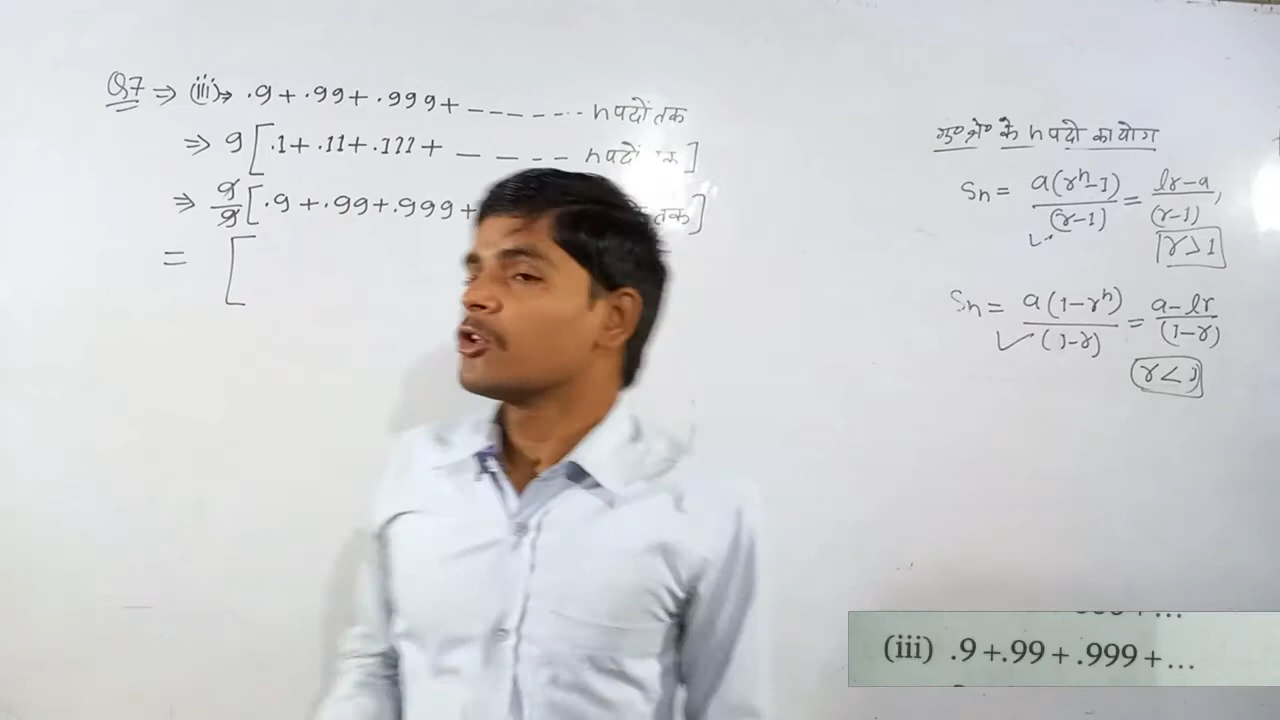 Q7 ⇒ (iii)→ .9 + .99 + .999 + ------- n पदों तक
⇒ 9 [ .1 + .11 + .111 + ---- n पदों तक ]
⇒ 9/9 [ .9 + .99 + .999 + तक ]
= [
गु० श्रे० के n पदो का योग
Sn = a(r^n-1)/(r-1) = lr-a/(r-1),
r>1
Sn = a(1-r^n)/(1-r) = a-lr/(1-r)
r<1
(iii) .9 + .99 + .999 + ...